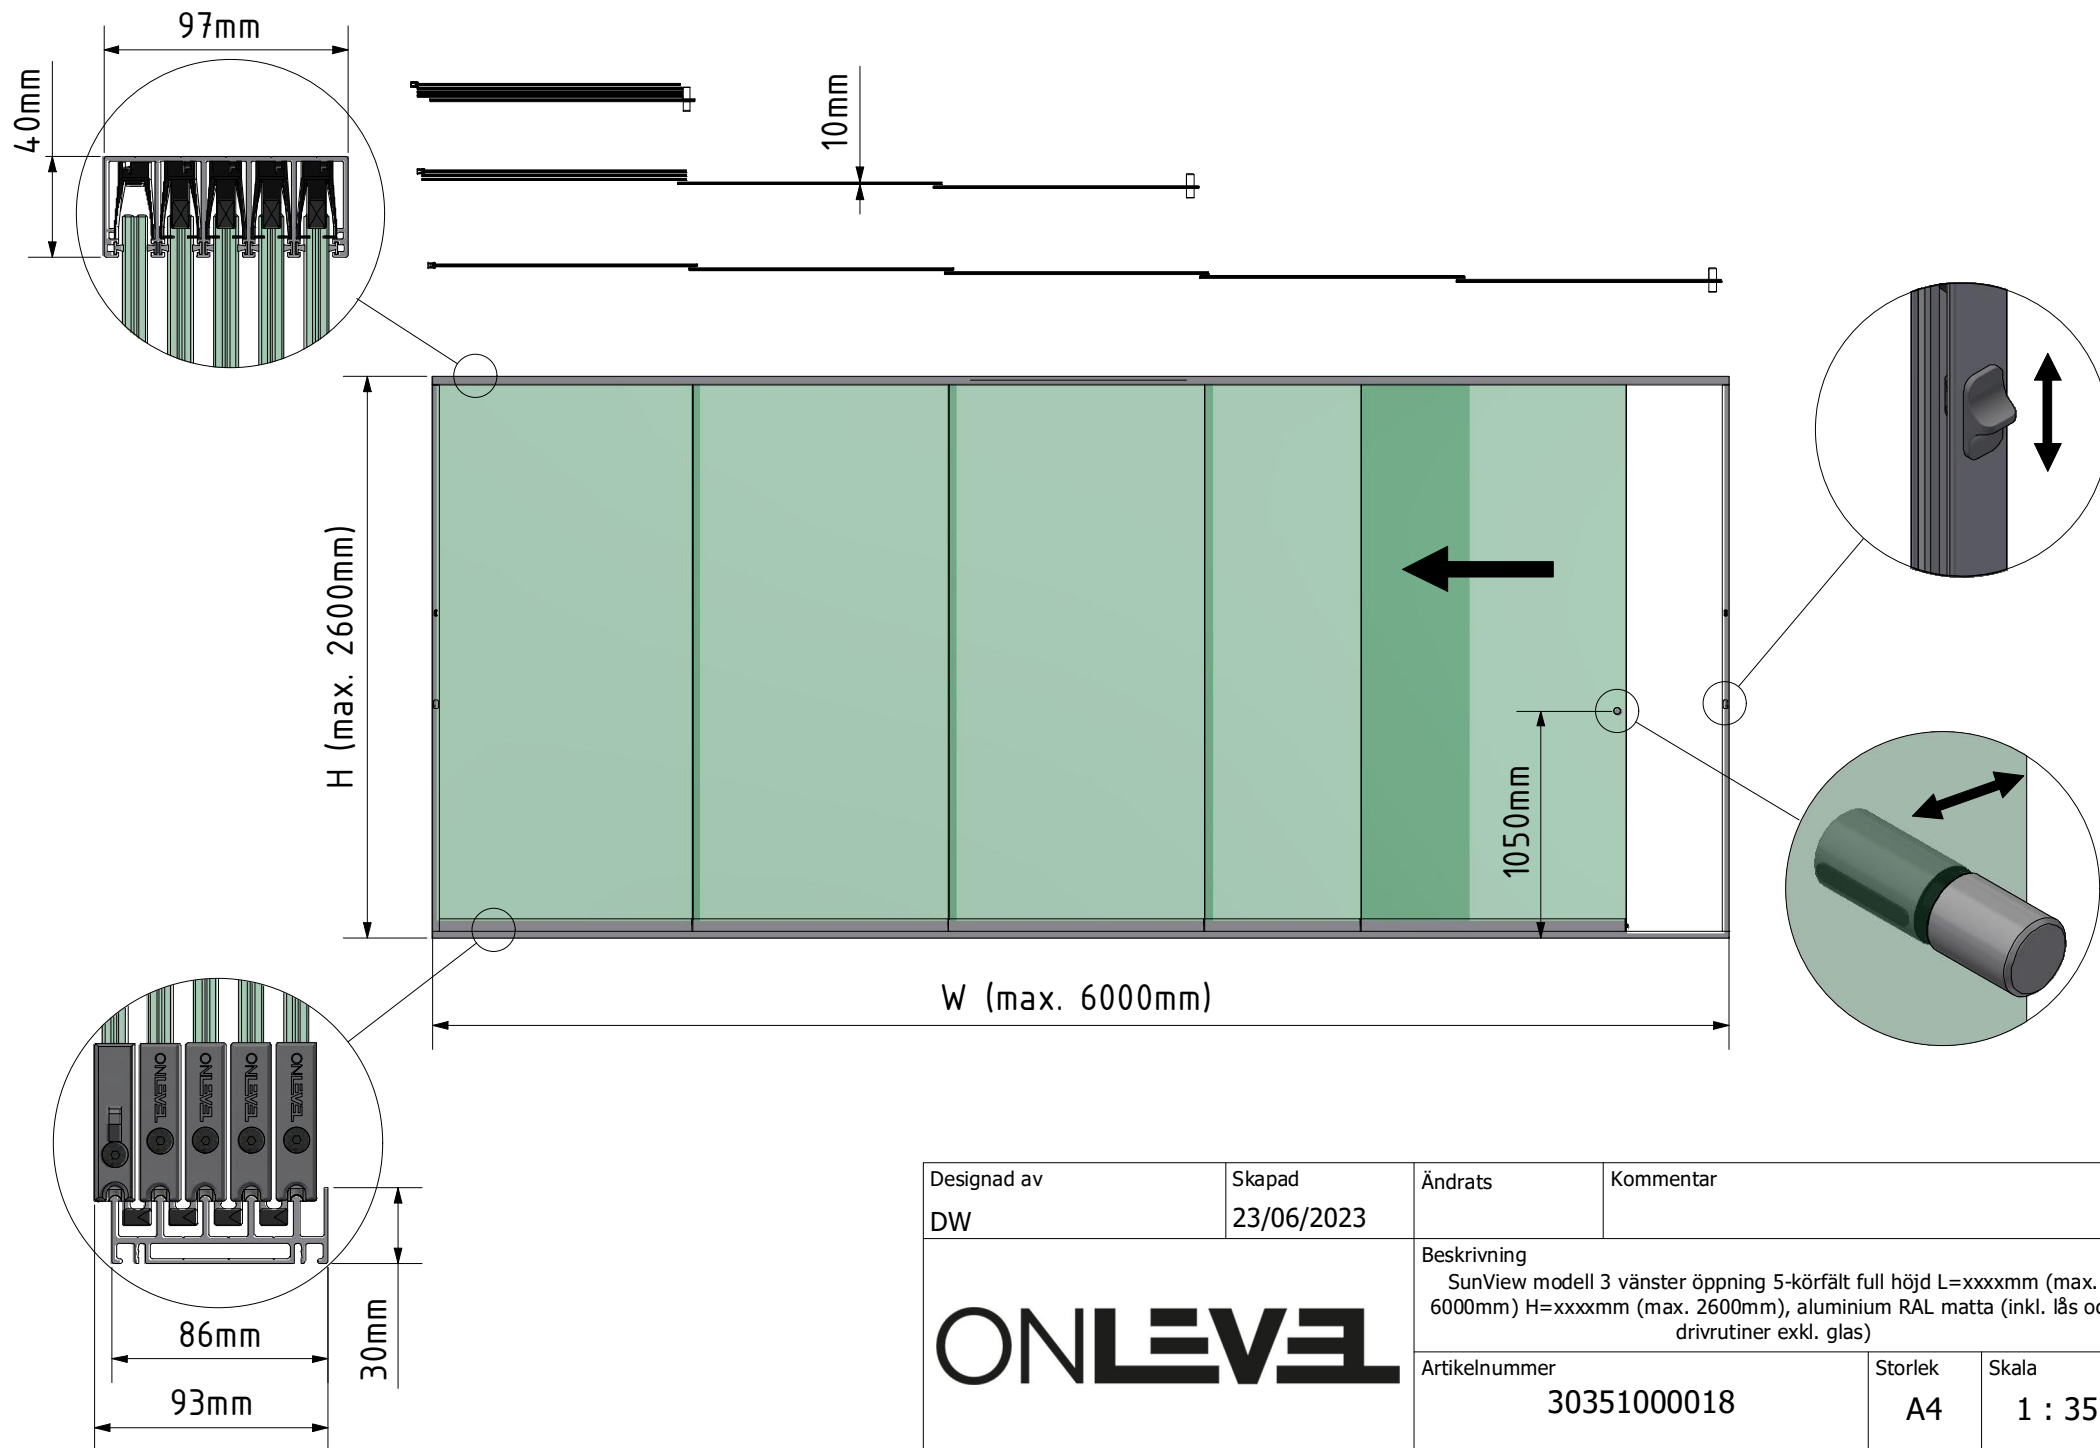 97mm
40mm
10mm
H (max. 2600mm)
1050mm
W (max. 6000mm)
ONLEVEL
ONLEVEL
ONLEVEL
ONLEVEL
30mm
86mm
93mm
Designad av
DW
Skapad
23/06/2023
Ändrats
Kommentar
ONLEVEL
Beskrivning
SunView modell 3 vänster öppning 5-körfält full höjd L=xxxxmm (max.
6000mm) H=xxxxmm (max. 2600mm), aluminium RAL matta (inkl. lås oc
drivrutiner exkl. glas)
Artikelnummer
30351000018
Storlek
A4
Skala
1 : 35